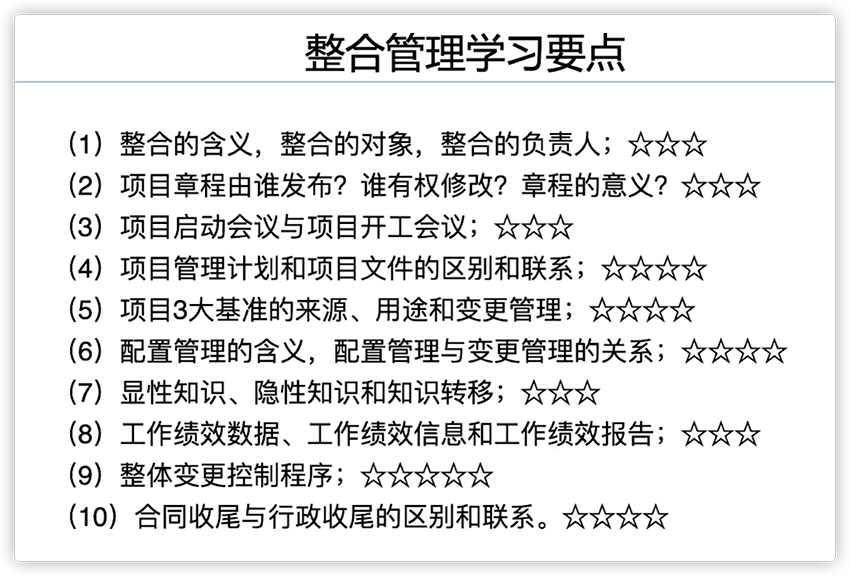 整合管理学习要点
（1）整合的含义，整合的对象，整合的负责人；☆☆☆
（2）项目章程由谁发布？谁有权修改？章程的意义？☆☆☆
（3）项目启动会议与项目开工会议；☆☆☆
（4）项目管理计划和项目文件的区别和联系；☆☆☆☆
（5）项目3大基准的来源、用途和变更管理；☆☆☆☆
（6）配置管理的含义，配置管理与变更管理的关系；☆☆☆☆
（7）显性知识、隐性知识和知识转移；☆☆☆
（8）工作绩效数据、工作绩效信息和工作绩效报告；☆☆☆
（9）整体变更控制程序；☆☆☆☆☆
（10）合同收尾与行政收尾的区别和联系。☆☆☆☆